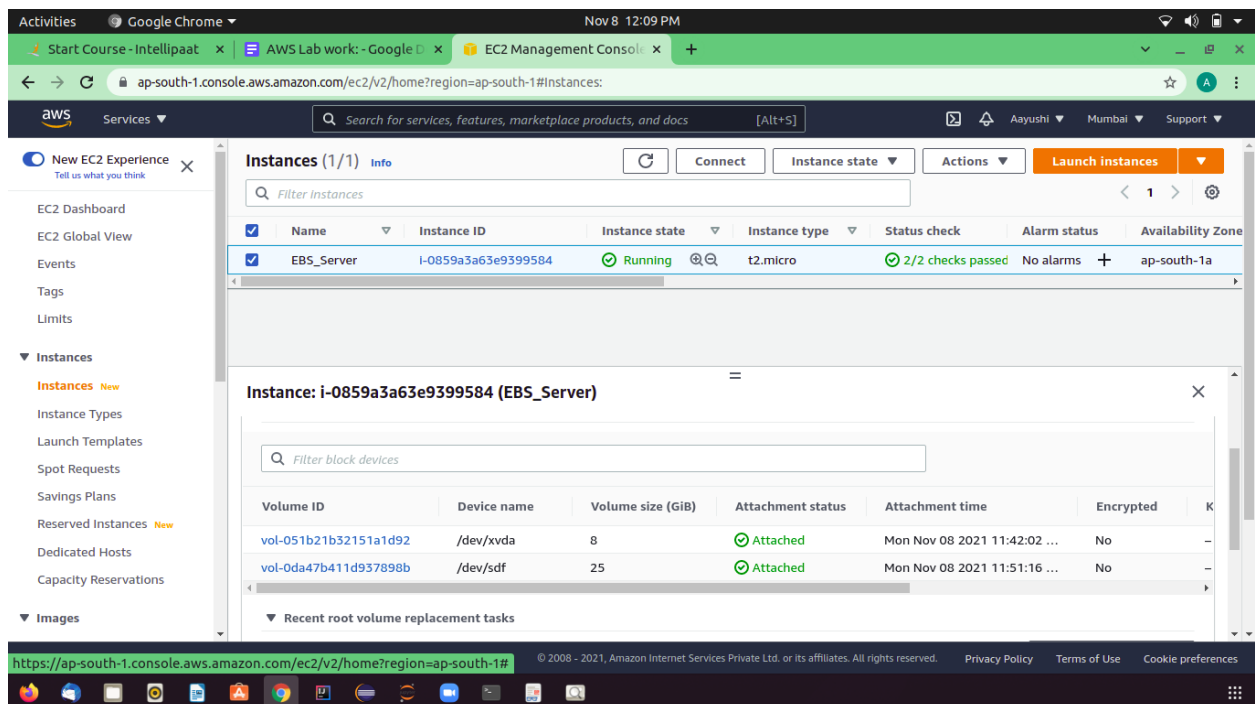 Activities Google Chrome Nov 8 12:09 PM
Start Course - Intellipaat × AWS Lab work: - Google D × EC2 Management Console × +
ap-south-1.console.aws.amazon.com/ec2/v2/home?region=ap-south-1#Instances: A
aws Services ▼ Search for services, features, marketplace products, and docs [Alt+S] Aayushi ▼ Mumbai ▼ Support ▼
New EC2 Experience
Tell us what you think
EC2 Dashboard
EC2 Global View
Events
Tags
Limits
Instances
Instances New
Instance Types
Launch Templates
Spot Requests
Savings Plans
Reserved Instances New
Dedicated Hosts
Capacity Reservations
Images
Instances (1/1) Info Connect Instance state ▼ Actions ▼ Launch instances ▼
Filter instances < 1 >
Name Instance ID Instance state Instance type Status check Alarm status Availability Zone
EBS_Server i-0859a3a63e9399584 Running t2.micro 2/2 checks passed No alarms + ap-south-1a
Instance: i-0859a3a63e9399584 (EBS_Server)
Filter block devices
Volume ID Device name Volume size (GiB) Attachment status Attachment time Encrypted K
vol-051b21b32151a1d92 /dev/xvda 8 Attached Mon Nov 08 2021 11:42:02 ... No –
vol-0da47b411d937898b /dev/sdf 25 Attached Mon Nov 08 2021 11:51:16 ... No –
▼ Recent root volume replacement tasks
https://ap-south-1.console.aws.amazon.com/ec2/v2/home?region=ap-south-1# © 2008 - 2021, Amazon Internet Services Private Ltd. or its affiliates. All rights reserved. Privacy Policy Terms of Use Cookie preferences